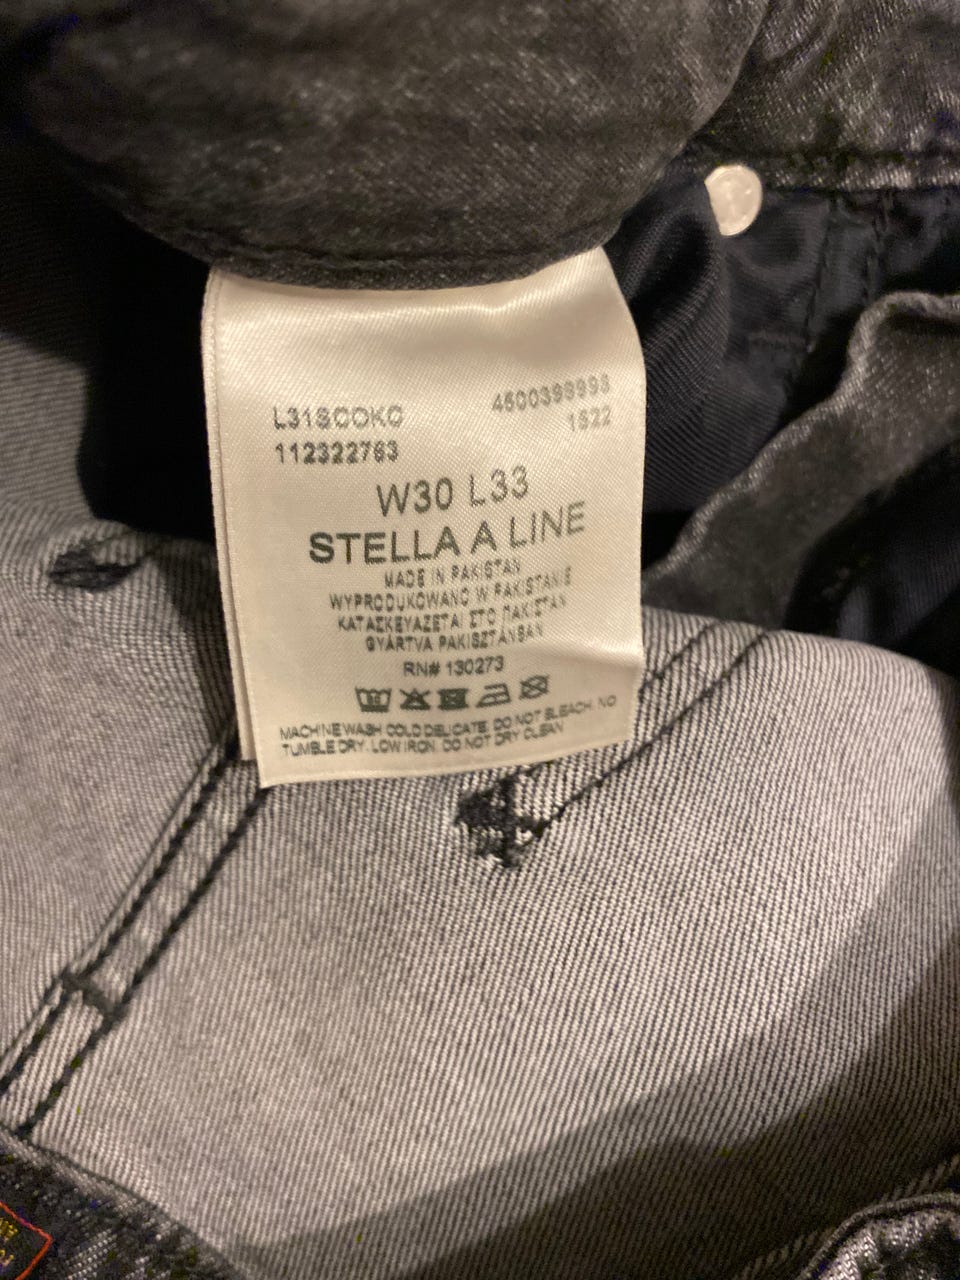 L31SCOKC 4500399993
112322763 1S22
W30 L33
STELLA A LINE
MADE IN PAKISTAN
WYPRODUKOWANO W PAKISTANIE
ΚΑΤΑΣΚΕΥΑΖΕΤΑΙ ΣΤΟ ΠΑΚΙΣΤΑΝ
GYÁRTVA PAKISZTÁNBAN
RN# 130273
MACHINE WASH COLD DELICATE. DO NOT BLEACH. NO
TUMBLE DRY. LOW IRON. DO NOT DRY CLEAN